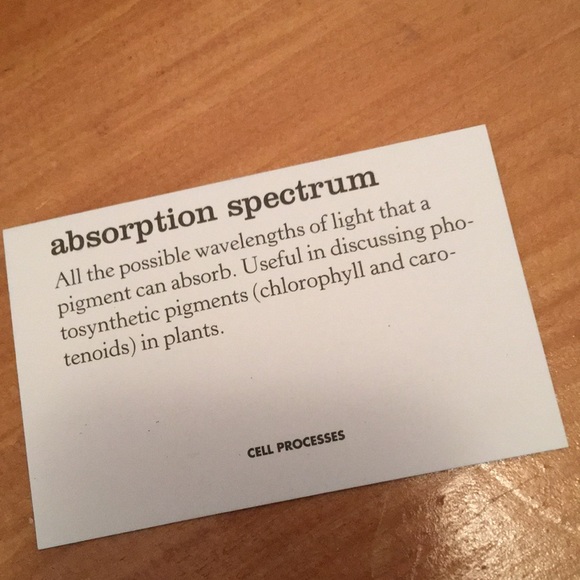 absorption spectrum
All the possible wavelengths of light that a
pigment can absorb. Useful in discussing pho-
tosynthetic pigments (chlorophyll and caro-
tenoids) in plants.
CELL PROCESSES